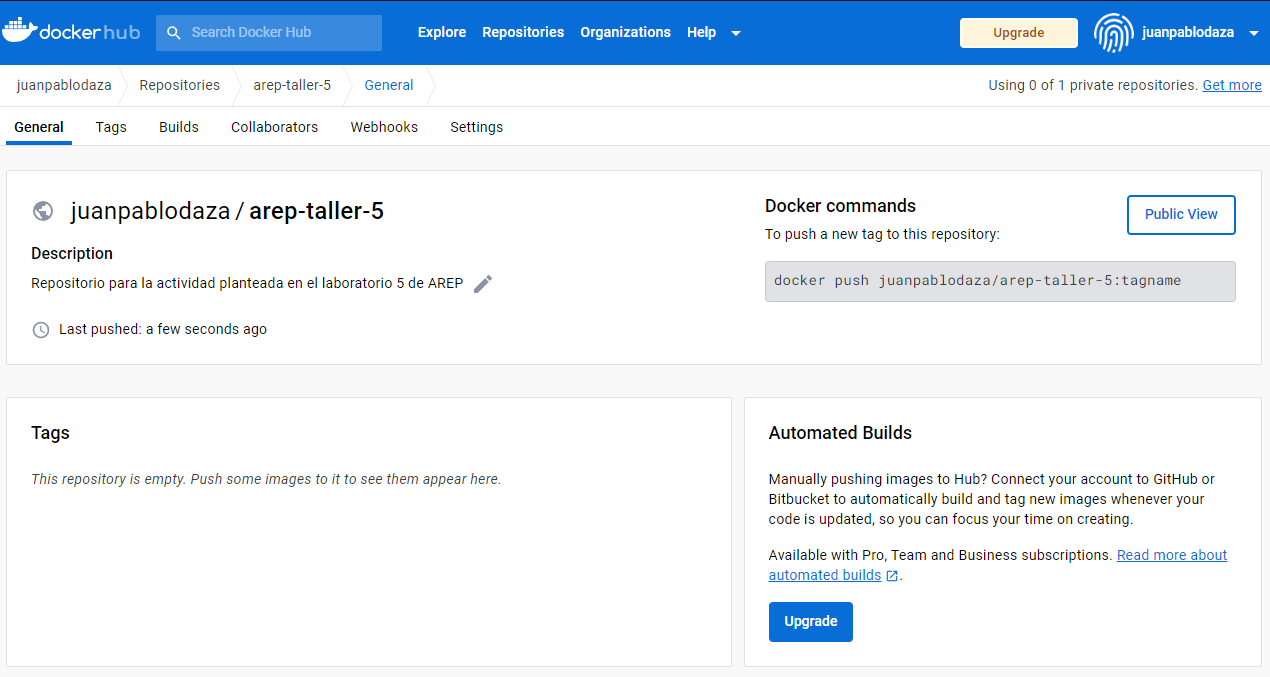 dockerhub
Search Docker Hub
Explore
Repositories
Organizations
Help
Upgrade
juanpablodaza
juanpablodaza
Repositories
arep-taller-5
General
Using 0 of 1 private repositories. Get more
General
Tags
Builds
Collaborators
Webhooks
Settings
juanpablodaza / arep-taller-5
Description
Repositorio para la actividad planteada en el laboratorio 5 de AREP
Last pushed: a few seconds ago
Docker commands
To push a new tag to this repository:
Public View
docker push juanpablodaza/arep-taller-5:tagname
Tags
This repository is empty. Push some images to it to see them appear here.
Automated Builds
Manually pushing images to Hub? Connect your account to GitHub or
Bitbucket to automatically build and tag new images whenever your
code is updated, so you can focus your time on creating.
Available with Pro, Team and Business subscriptions. Read more about
automated builds .
Upgrade